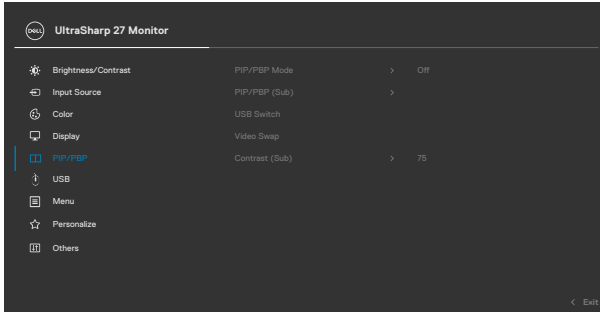 DELL UltraSharp 27 Monitor
Brightness/Contrast PIP/PBP Mode > Off
Input Source PIP/PBP (Sub) >
Color USB Switch
Display Video Swap
PIP/PBP Contrast (Sub) > 75
USB
Menu
Personalize
Others
< Exit